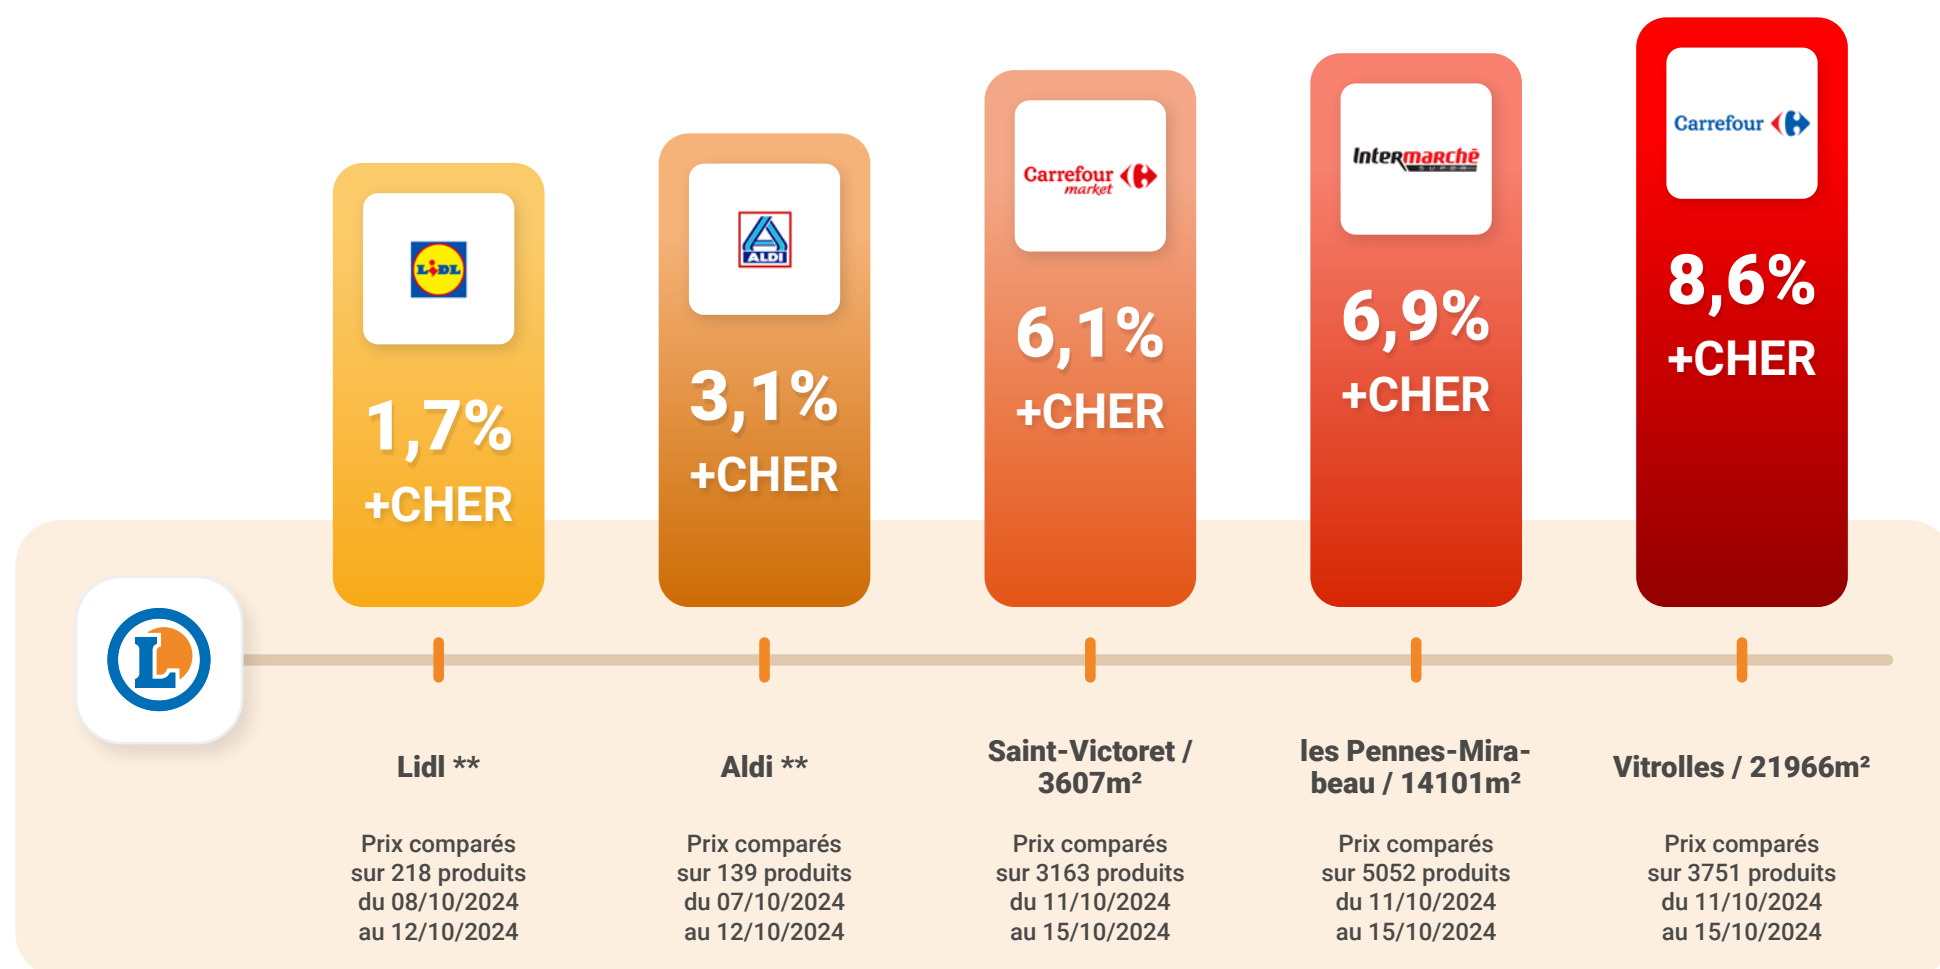 LIDL
1,7%
+CHER
ALDI
3,1%
+CHER
Carrefour
market
6,1%
+CHER
Intermarché
SUPER
6,9%
+CHER
Carrefour
8,6%
+CHER
L
Lidl **
Prix comparés
sur 218 produits
du 08/10/2024
au 12/10/2024
Aldi **
Prix comparés
sur 139 produits
du 07/10/2024
au 12/10/2024
Saint-Victoret /
3607m²
Prix comparés
sur 3163 produits
du 11/10/2024
au 15/10/2024
les Pennes-Mira-
beau / 14101m²
Prix comparés
sur 5052 produits
du 11/10/2024
au 15/10/2024
Vitrolles / 21966m²
Prix comparés
sur 3751 produits
du 11/10/2024
au 15/10/2024